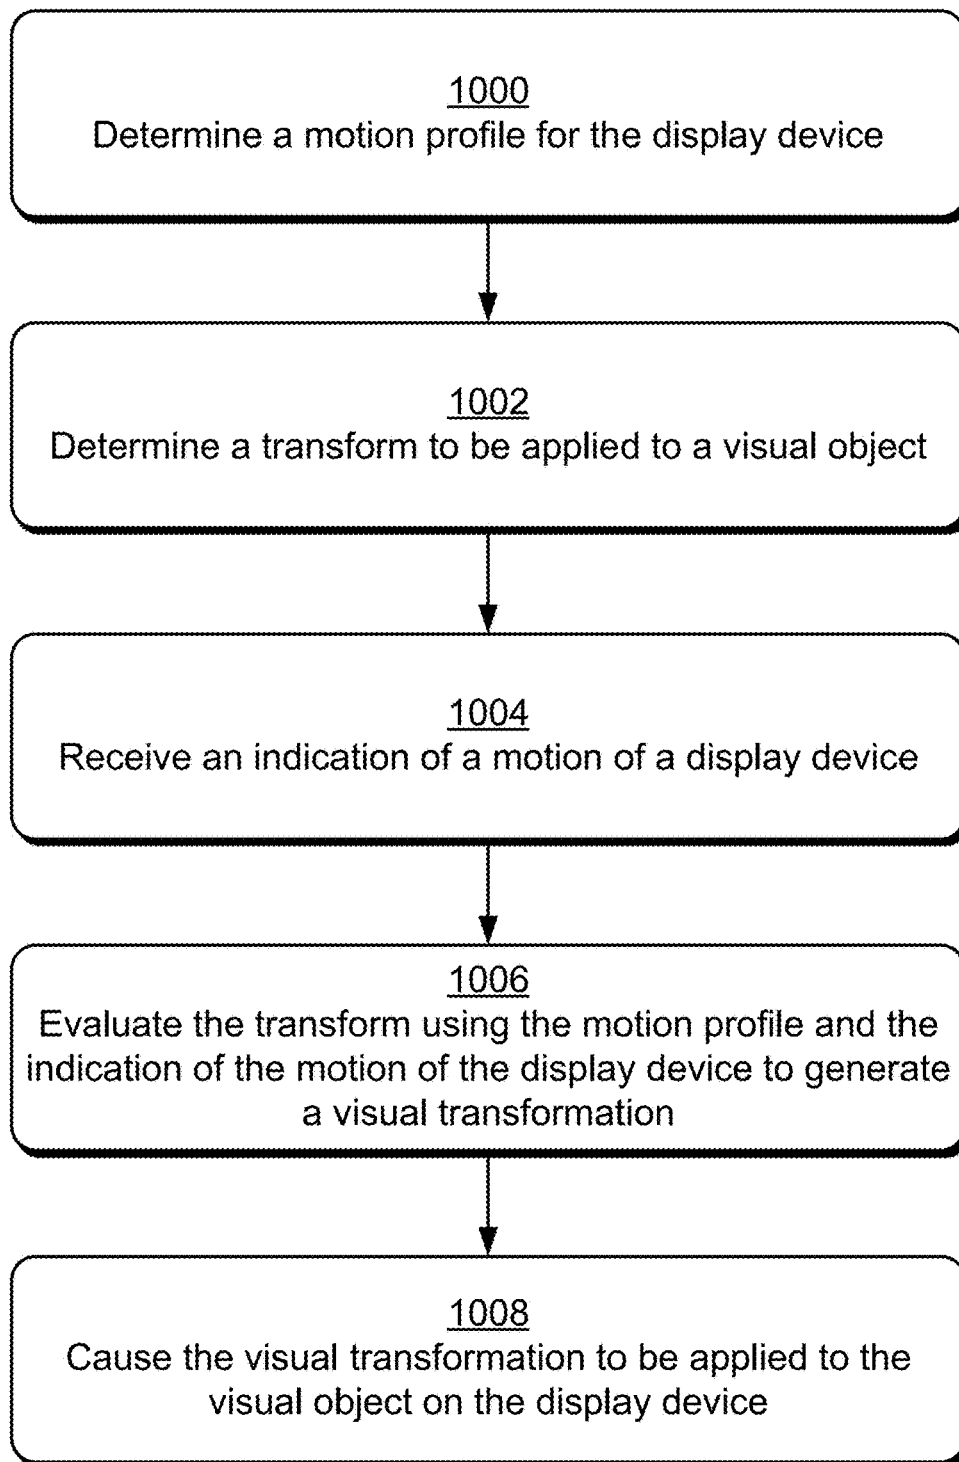 1000
Determine a motion profile for the display device
1002
Determine a transform to be applied to a visual object
1004
Receive an indication of a motion of a display device
1006
Evaluate the transform using the motion profile and the
indication of the motion of the display device to generate
a visual transformation
1008
Cause the visual transformation to be applied to the
visual object on the display device